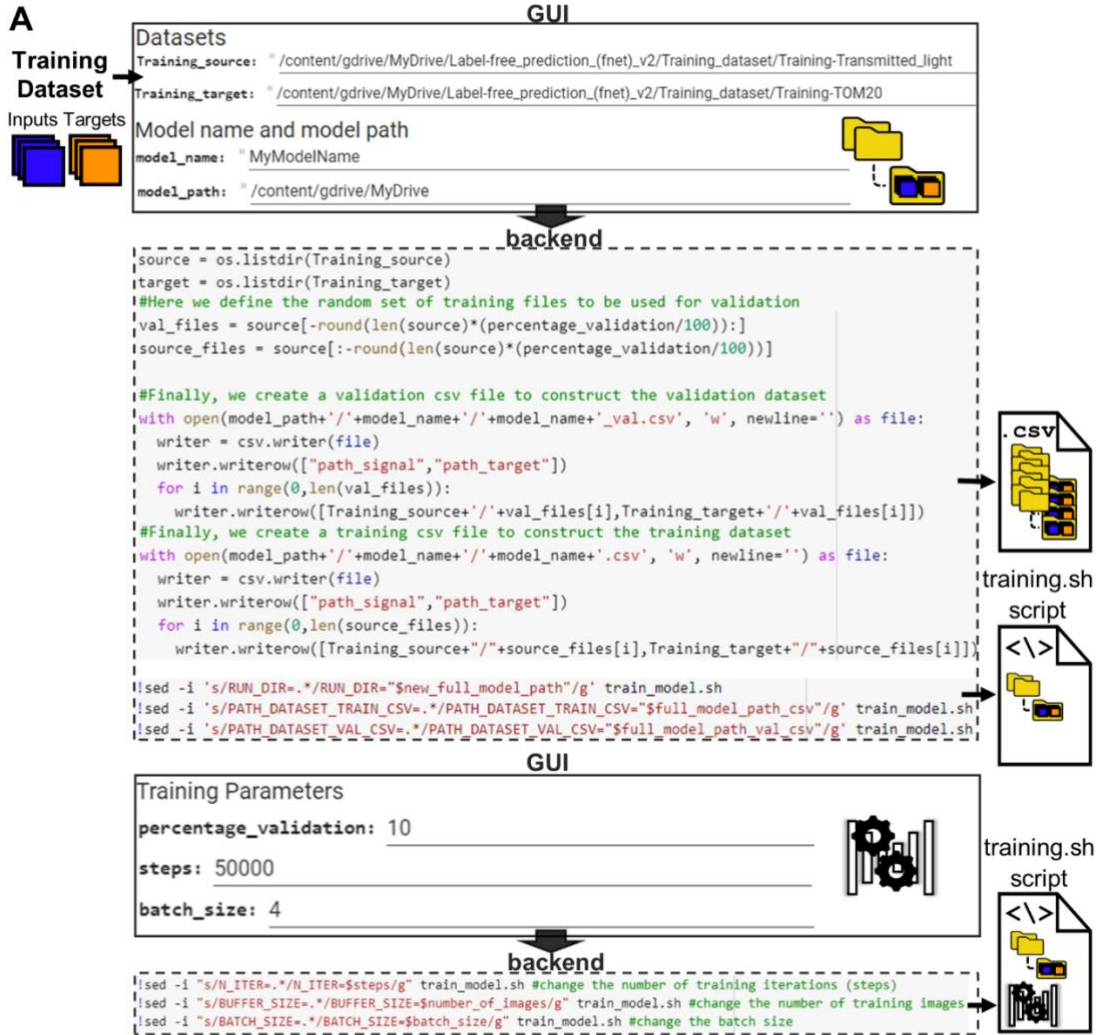 A
GUI
Training
Dataset
Inputs Targets
Datasets
Training_source: " /content/gdrive/MyDrive/Label-free_prediction_(fnet)_v2/Training_dataset/Training-Transmitted_light
Training_target: " /content/gdrive/MyDrive/Label-free_prediction_(fnet)_v2/Training_dataset/Training-TOM20
Model name and model path
model_name: " MyModelName
model_path: " /content/gdrive/MyDrive
backend
source = os.listdir(Training_source)
target = os.listdir(Training_target)
#Here we define the random set of training files to be used for validation
val_files = source[-round(len(source)*(percentage_validation/100)):]
source_files = source[:-round(len(source)*(percentage_validation/100))]
#Finally, we create a validation csv file to construct the validation dataset
with open(model_path+'/'+model_name+'/'+model_name+'_val.csv', 'w', newline='') as file:
writer = csv.writer(file)
writer.writerow(["path_signal","path_target"])
for i in range(0,len(val_files)):
writer.writerow([Training_source+'/'+val_files[i],Training_target+'/'+val_files[i]])
#Finally, we create a training csv file to construct the training dataset
with open(model_path+'/'+model_name+'/'+model_name+'.csv', 'w', newline='') as file:
writer = csv.writer(file)
writer.writerow(["path_signal","path_target"])
for i in range(0,len(source_files)):
writer.writerow([Training_source+"/"+source_files[i],Training_target+"/"+source_files[i]])
!sed -i 's/RUN_DIR=.*/RUN_DIR="$new_full_model_path"/g' train_model.sh
!sed -i 's/PATH_DATASET_TRAIN_CSV=.*/PATH_DATASET_TRAIN_CSV="$full_model_path_csv"/g' train_model.sh
!sed -i 's/PATH_DATASET_VAL_CSV=.*/PATH_DATASET_VAL_CSV="$full_model_path_val_csv"/g' train_model.sh
.csv
training.sh
script
<\>
GUI
Training Parameters
percentage_validation: 10
steps: 50000
batch_size: 4
training.sh
script
<\>
backend
!sed -i "s/N_ITER=.*/N_ITER=$steps/g" train_model.sh #change the number of training iterations (steps)
!sed -i "s/BUFFER_SIZE=.*/BUFFER_SIZE=$number_of_images/g" train_model.sh #change the number of training images
!sed -i "s/BATCH_SIZE=.*/BATCH_SIZE=$batch_size/g" train_model.sh #change the batch size